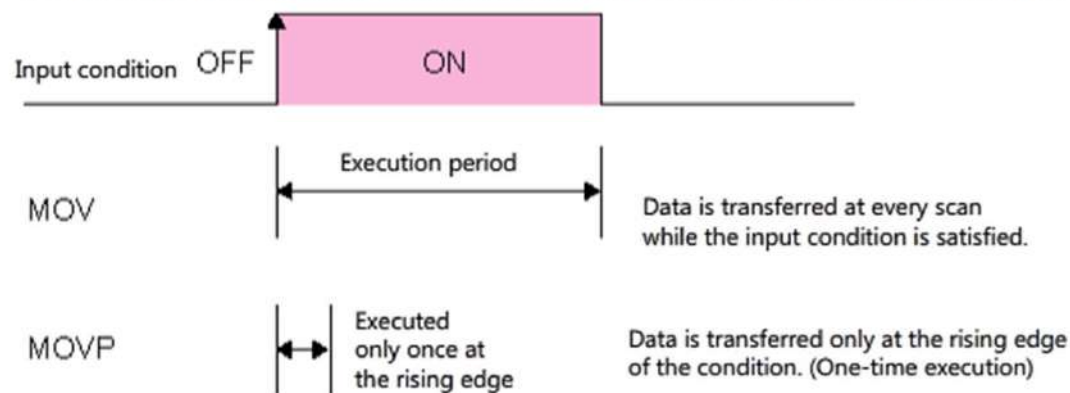 Input condition OFF ON
Execution period
MOV
Data is transferred at every scan
while the input condition is satisfied.
MOVP
Executed
only once at
the rising edge
Data is transferred only at the rising edge
of the condition. (One-time execution)